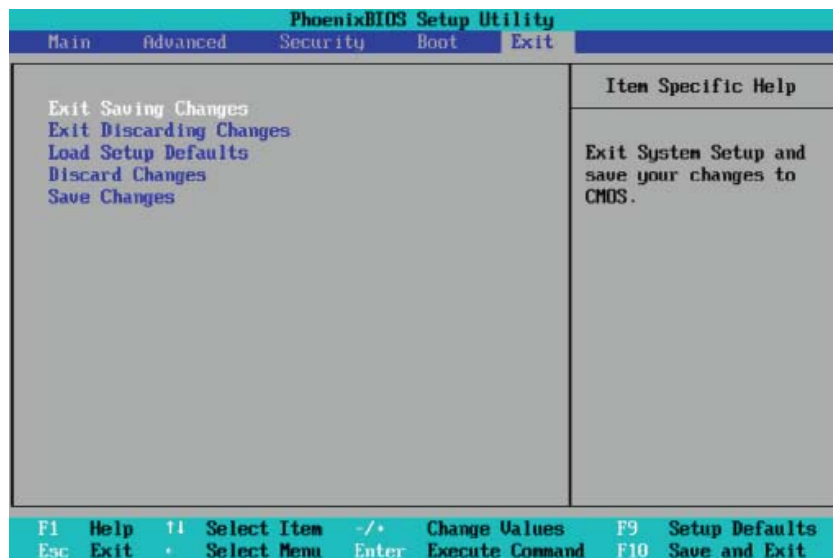 PhoenixBIOS Setup Utility
Main Advanced Security Boot Exit
Exit Saving Changes
Exit Discarding Changes
Load Setup Defaults
Discard Changes
Save Changes
Item Specific Help
Exit System Setup and
save your changes to
CMOS.
F1 Help ↑↓ Select Item -/+ Change Values F9 Setup Defaults
Esc Exit Select Menu Enter Execute Command F10 Save and Exit